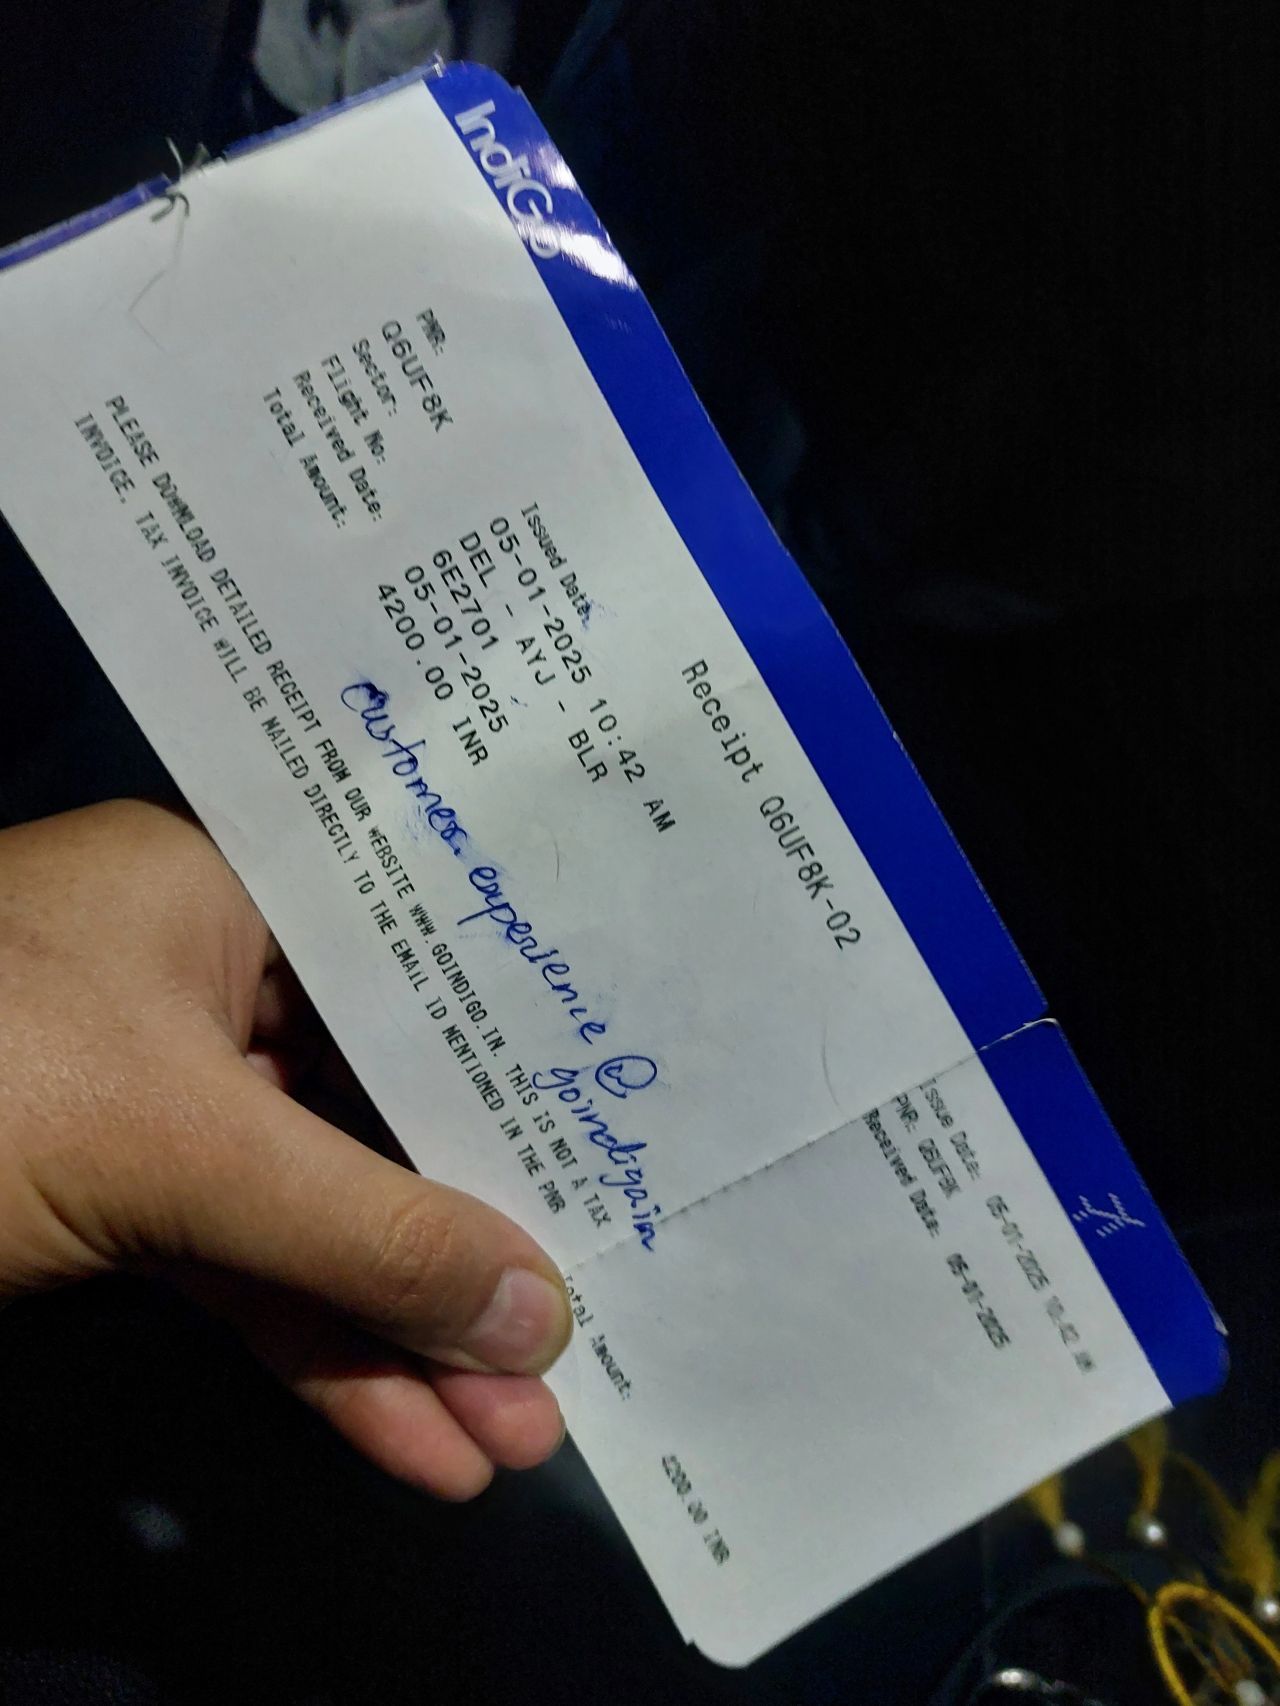 IndiGo
Receipt Q6UF8K-02
PNR:
Q6UF8K
Issued Date:
05-01-2025 10:42 AM
Sector: DEL - AYJ - BLR
Flight No: 6E2701
Received Date: 05-01-2025
Total Amount: 4200.00 INR
customer.experience @
goindigo.in
PLEASE DOWNLOAD DETAILED RECEIPT FROM OUR WEBSITE WWW.GOINDIGO.IN. THIS IS NOT A TAX
INVOICE. TAX INVOICE WILL BE MAILED DIRECTLY TO THE EMAIL ID MENTIONED IN THE PNR
Issue Date: 05-01-2025 10:42 AM
PNR: Q6UF8K
Received Date: 05-01-2025
Total Amount: 4200.00 INR